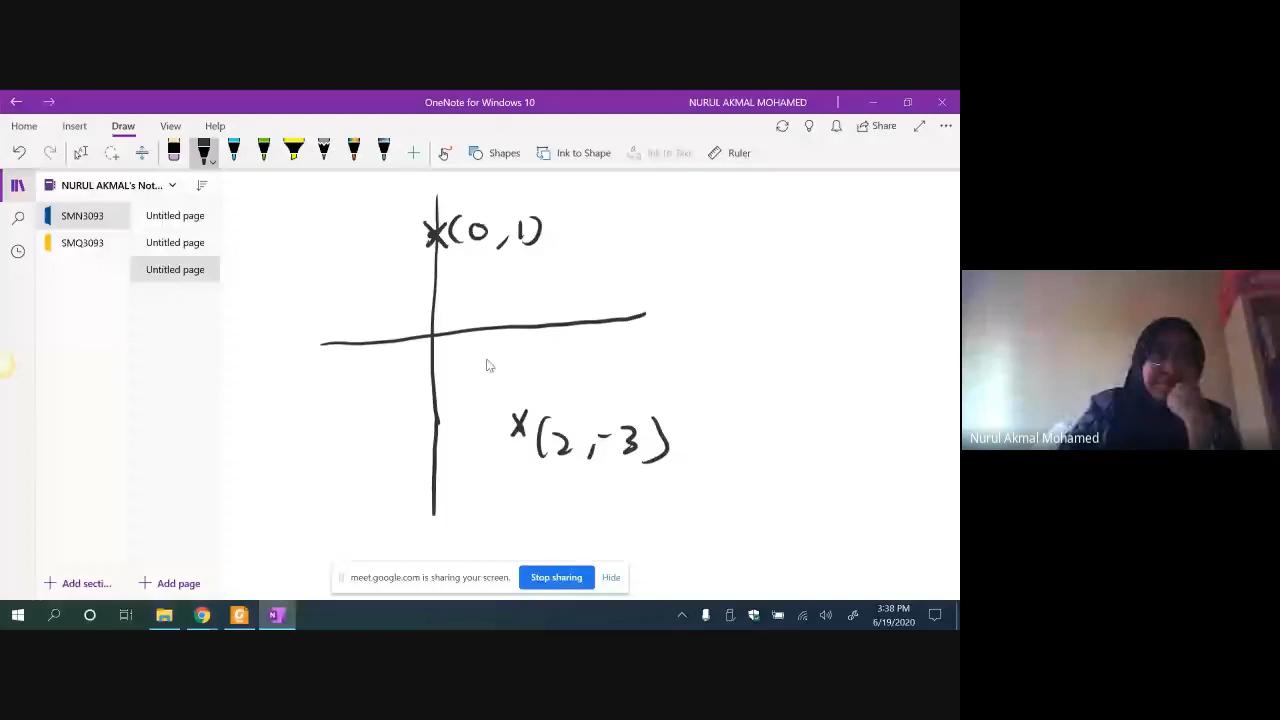 OneNote for Windows 10
NURUL AKMAL MOHAMED
Home Insert Draw View Help
Share
Shapes Ink to Shape Ink to Text Ruler
NURUL AKMAL's Not...
SMN3093
SMQ3093
Untitled page
Untitled page
Untitled page
(0,1)
(2,-3)
Nurul Akmal Mohamed
meet.google.com is sharing your screen. Stop sharing Hide
Add secti... Add page
3:38 PM
6/19/2020